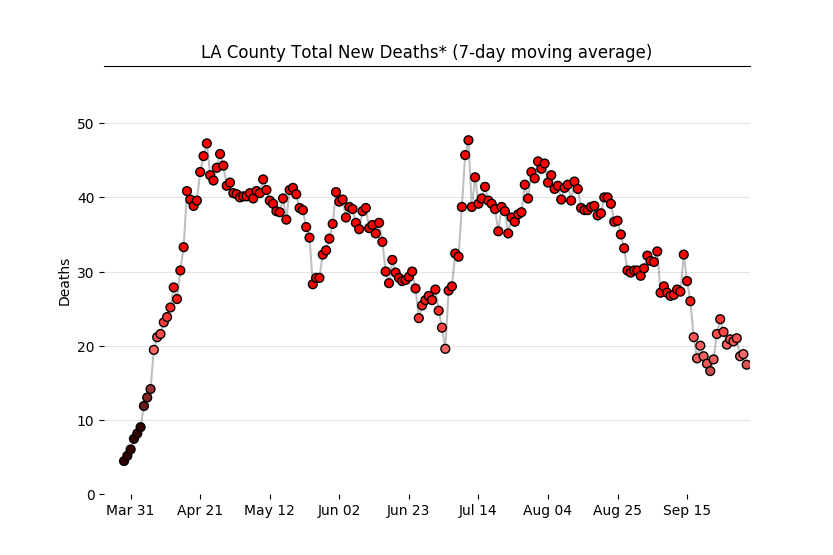 LA County Total New Deaths* (7-day moving average)
50
40
30
20
10
0
Deaths
Mar 31 Apr 21 May 12 Jun 02 Jun 23 Jul 14 Aug 04 Aug 25 Sep 15